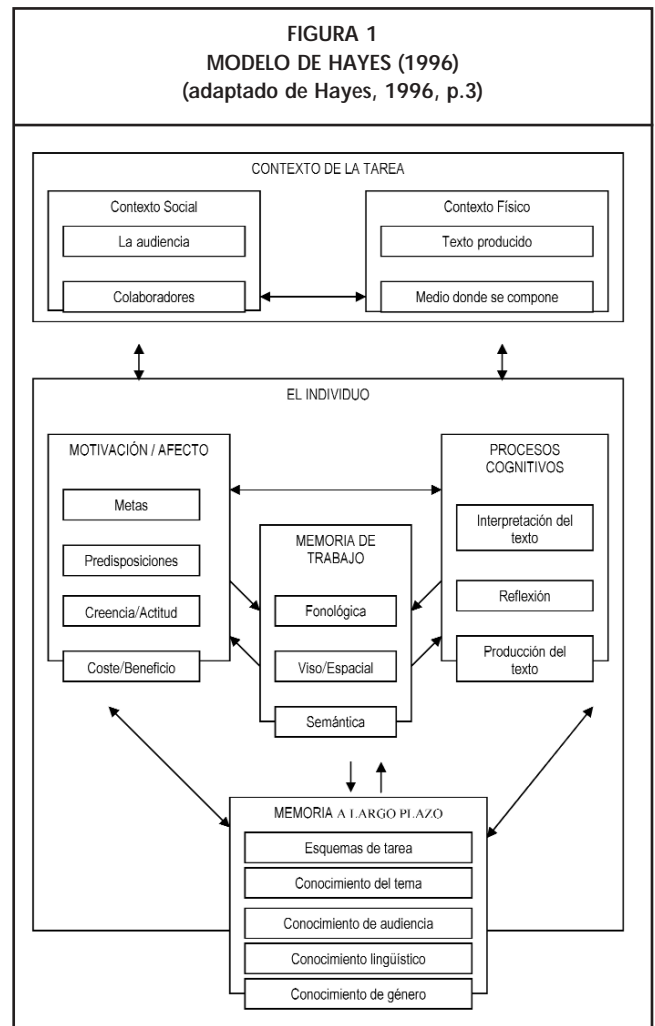 FIGURA 1
MODELO DE HAYES (1996)
(adaptado de Hayes, 1996, p.3)
CONTEXTO DE LA TAREA
Contexto Social
La audiencia
Colaboradores
Contexto Físico
Texto producido
Medio donde se compone
EL INDIVIDUO
MOTIVACIÓN / AFECTO
Metas
Predisposiciones
Creencia/Actitud
Coste/Beneficio
MEMORIA DE
TRABAJO
Fonológica
Viso/Espacial
Semántica
PROCESOS
COGNITIVOS
Interpretación del
texto
Reflexión
Producción del
texto
MEMORIA A LARGO PLAZO
Esquemas de tarea
Conocimiento del tema
Conocimiento de audiencia
Conocimiento lingüístico
Conocimiento de género